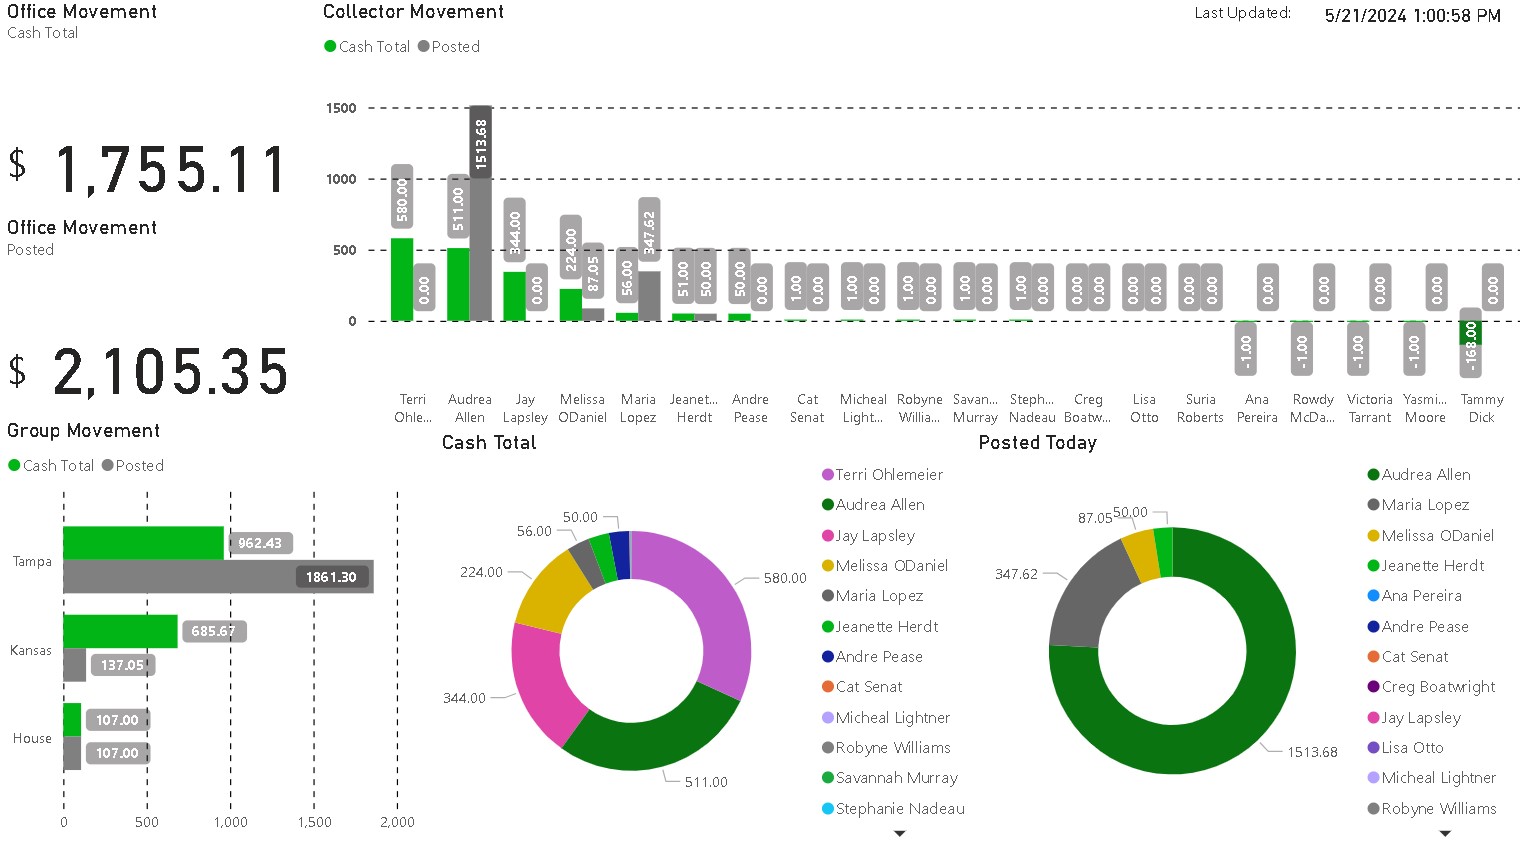 Office Movement
Cash Total
$ 1,755.11
Office Movement
Posted
$ 2,105.35
Collector Movement
Cash Total Posted
Last Updated: 5/21/2024 1:00:58 PM
1500
1000
500
0
580.00 0.00 511.00 1513.68 344.00 0.00 224.00 87.05 56.00 347.62 51.00 50.00 50.00 0.00 1.00 0.00 1.00 0.00 1.00 0.00 1.00 0.00 1.00 0.00 0.00 0.00 0.00 0.00 0.00 0.00 -1.00 0.00 -1.00 0.00 -1.00 0.00 -1.00 0.00 -168.00 0.00
Terri Ohle...
Audrea Allen
Jay Lapsley
Melissa ODaniel
Maria Lopez
Jeanet... Herdt
Andre Pease
Cat Senat
Micheal Light...
Robyne Willia...
Savan... Murray
Steph... Nadeau
Creg Boatw...
Lisa Otto
Suria Roberts
Ana Pereira
Rowdy McDa...
Victoria Tarrant
Yasmi... Moore
Tammy Dick
Group Movement
Cash Total Posted
Tampa 962.43
1861.30
Kansas 685.67
137.05
House 107.00
107.00
0 500 1,000 1,500 2,000
Cash Total
50.00
56.00
224.00
580.00
344.00
511.00
Terri Ohlemeier
Audrea Allen
Jay Lapsley
Melissa ODaniel
Maria Lopez
Jeanette Herdt
Andre Pease
Cat Senat
Micheal Lightner
Robyne Williams
Savannah Murray
Stephanie Nadeau
Posted Today
87.05 50.00
347.62
1513.68
Audrea Allen
Maria Lopez
Melissa ODaniel
Jeanette Herdt
Ana Pereira
Andre Pease
Cat Senat
Creg Boatwright
Jay Lapsley
Lisa Otto
Micheal Lightner
Robyne Williams